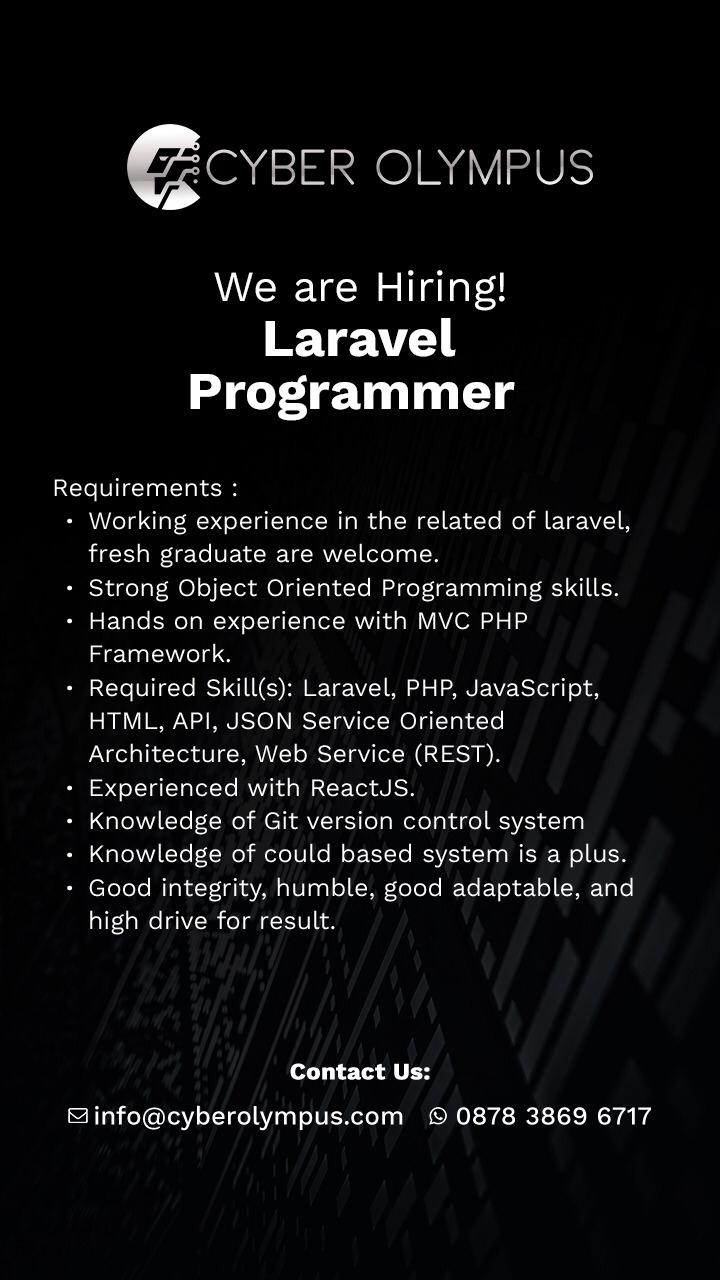 CYBER OLYMPUS
We are Hiring!
Laravel
Programmer
Requirements :
• Working experience in the related of laravel,
fresh graduate are welcome.
• Strong Object Oriented Programming skills.
• Hands on experience with MVC PHP
Framework.
• Required Skill(s): Laravel, PHP, JavaScript,
HTML, API, JSON Service Oriented
Architecture, Web Service (REST).
• Experienced with ReactJS.
• Knowledge of Git version control system
• Knowledge of could based system is a plus.
• Good integrity, humble, good adaptable, and
high drive for result.
Contact Us:
info@cyberolympus.com 0878 3869 6717